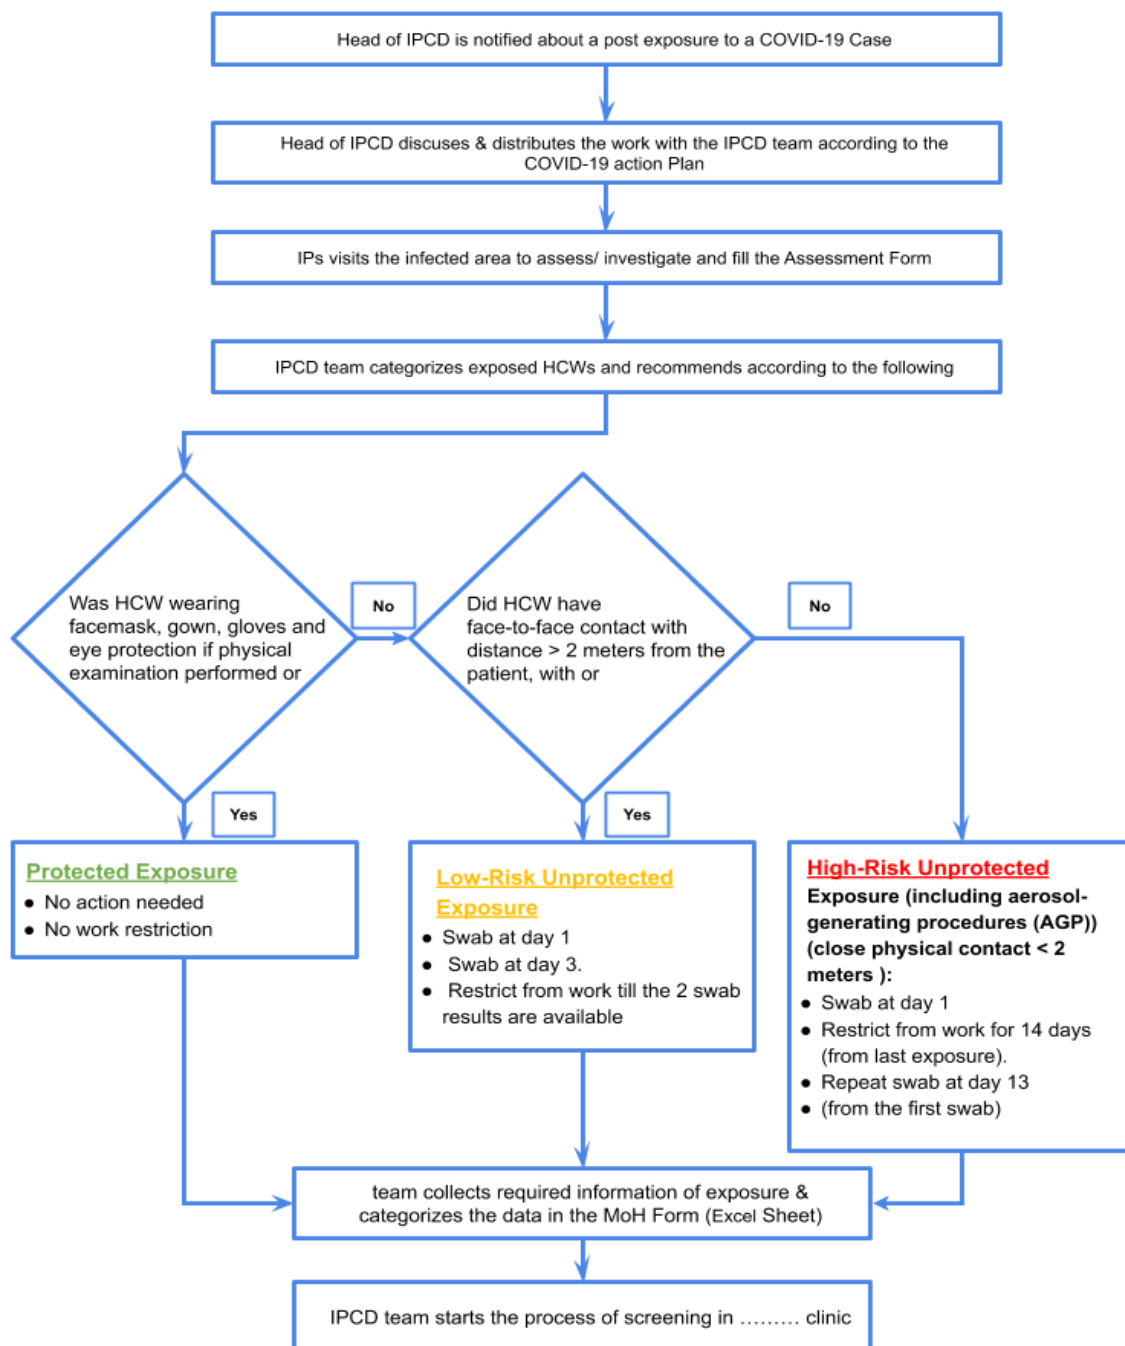 Head of IPCD is notified about a post exposure to a COVID-19 Case
Head of IPCD discuses & distributes the work with the IPCD team according to the
COVID-19 action Plan
IPs visits the infected area to assess/ investigate and fill the Assessment Form
IPCD team categorizes exposed HCWs and recommends according to the following
Was HCW wearing
facemask, gown, gloves and
eye protection if physical
examination performed or
No
Did HCW have
face-to-face contact with
distance > 2 meters from the
patient, with or
No
Yes
Yes
Protected Exposure
● No action needed
● No work restriction
Low-Risk Unprotected
Exposure
● Swab at day 1
● Swab at day 3.
● Restrict from work till the 2 swab
results are available
High-Risk Unprotected
Exposure (including aerosol-
generating procedures (AGP))
(close physical contact < 2
meters ):
● Swab at day 1
● Restrict from work for 14 days
(from last exposure).
● Repeat swab at day 13
● (from the first swab)
team collects required information of exposure &
categorizes the data in the MoH Form (Excel Sheet)
IPCD team starts the process of screening in ……… clinic